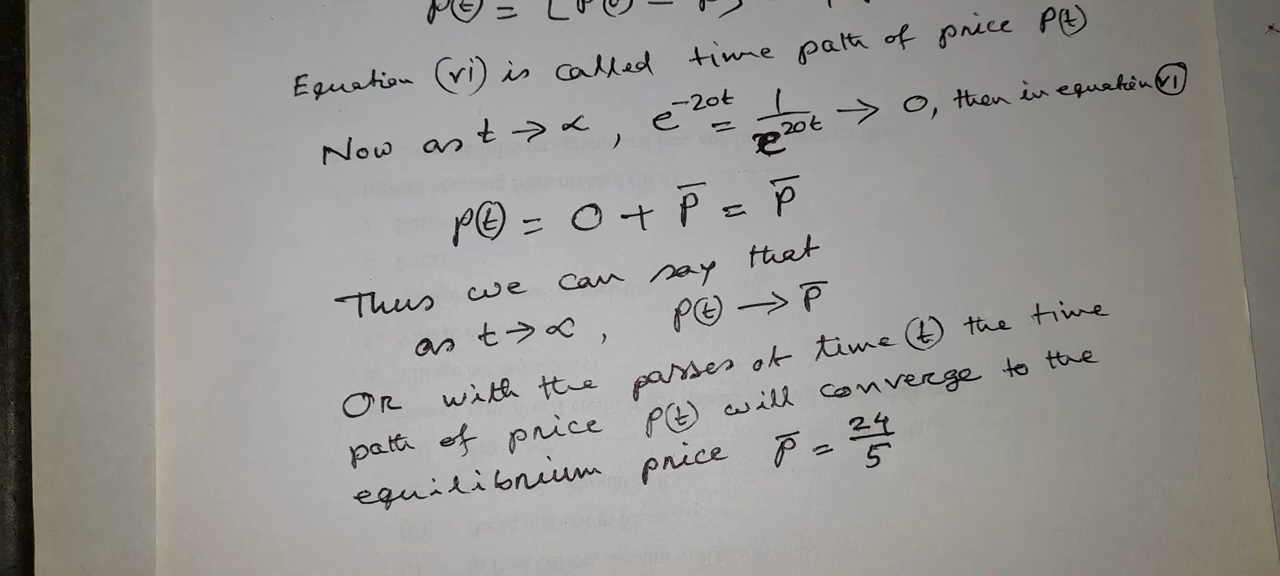 Equation (vi) is called time path of price P(t)
Now as t → ∝, e^{-20t} = 1/e^{20t} → 0, then in equation (vi)
p(t) = 0 + P̄ = P̄
Thus we can say that
as t → ∝, P(t) → P̄
OR with the passes of time (t) the time
path of price P(t) will converge to the
equilibrium price P̄ = 24/5